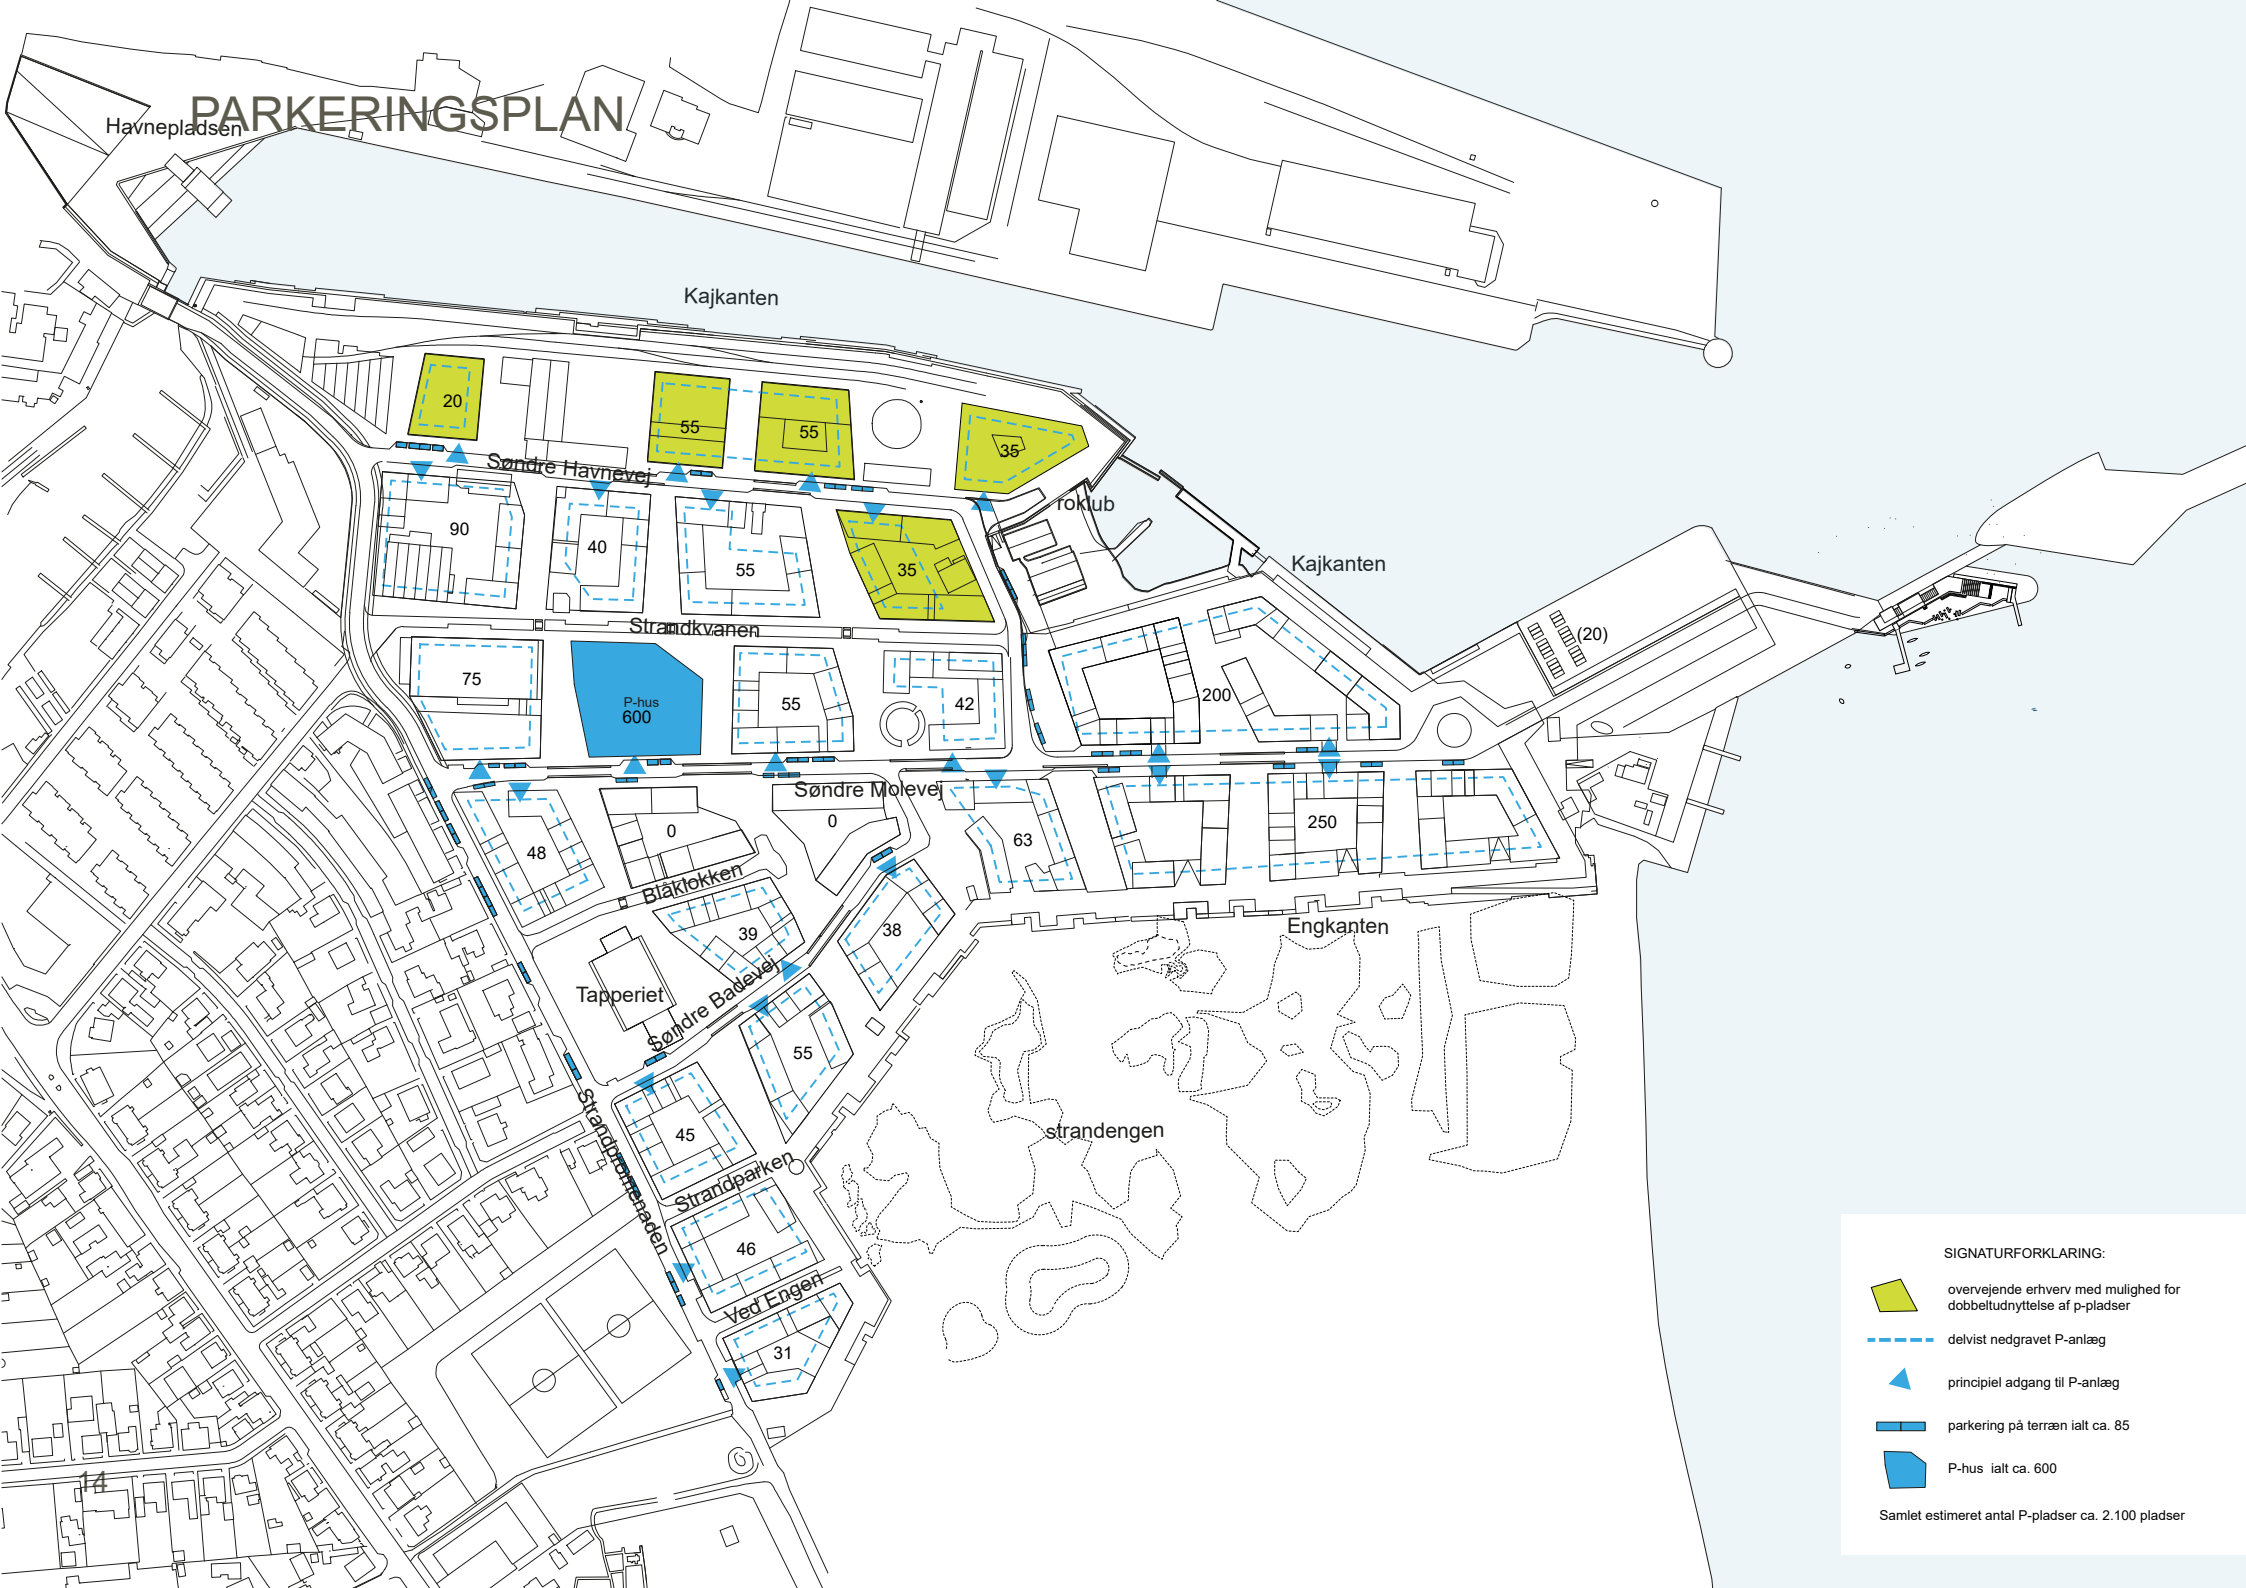 PARKERINGSPLAN
Havnepladsen
Kajkanten
20
55
55
35
Søndre Havnevej
roklub
90
40
55
35
Kajkanten
Strandkvanen
(20)
75
P-hus
600
55
42
200
Søndre Molevej
48
0
0
63
250
Blåklokken
39
38
Engkanten
Tapperiet
Søndre Badevej
55
Strandpromenaden
45
strandengen
Strandparken
46
Ved Engen
31
14
SIGNATURFORKLARING:
overvejende erhverv med mulighed for
dobbeltudnyttelse af p-pladser
delvist nedgravet P-anlæg
principiel adgang til P-anlæg
parkering på terræn ialt ca. 85
P-hus ialt ca. 600
Samlet estimeret antal P-pladser ca. 2.100 pladser